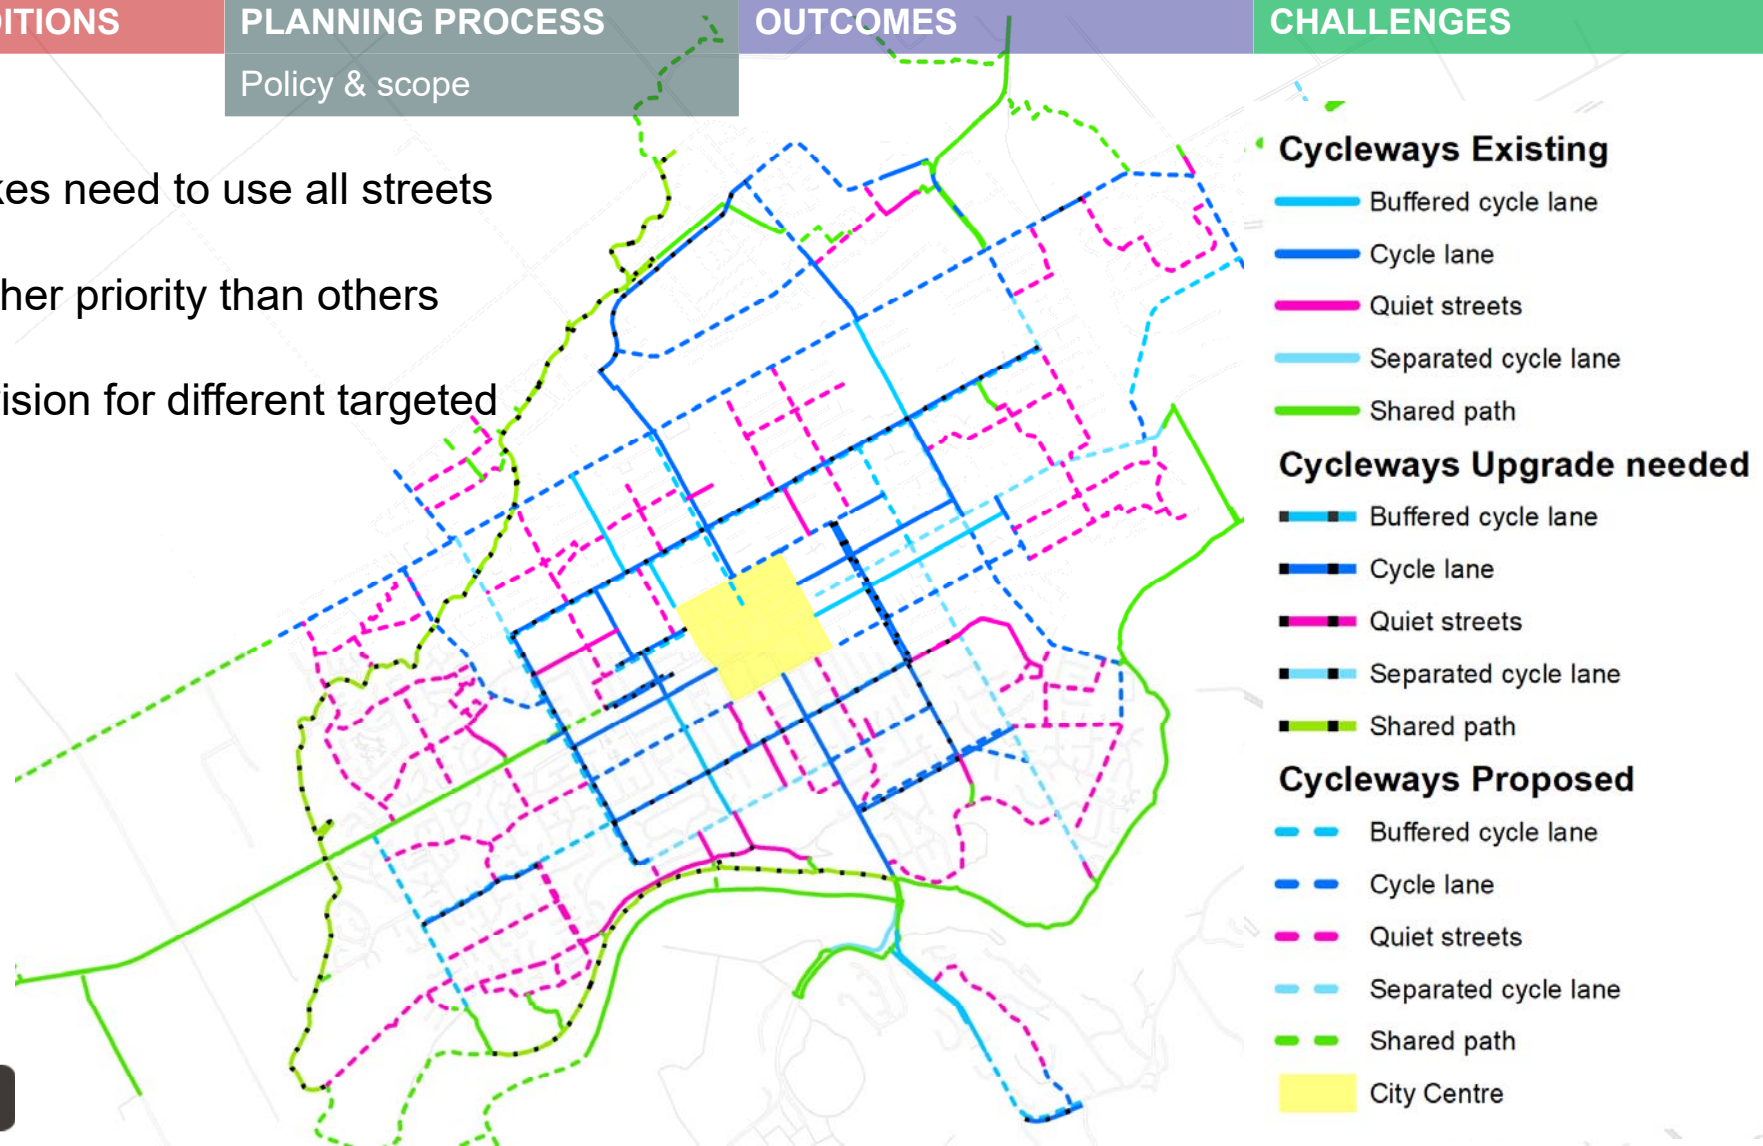 ITIONS
PLANNING PROCESS
OUTCOMES
CHALLENGES
Policy & scope
kes need to use all streets
her priority than others
ision for different targeted
Cycleways Existing
Buffered cycle lane
Cycle lane
Quiet streets
Separated cycle lane
Shared path
Cycleways Upgrade needed
Buffered cycle lane
Cycle lane
Quiet streets
Separated cycle lane
Shared path
Cycleways Proposed
Buffered cycle lane
Cycle lane
Quiet streets
Separated cycle lane
Shared path
City Centre